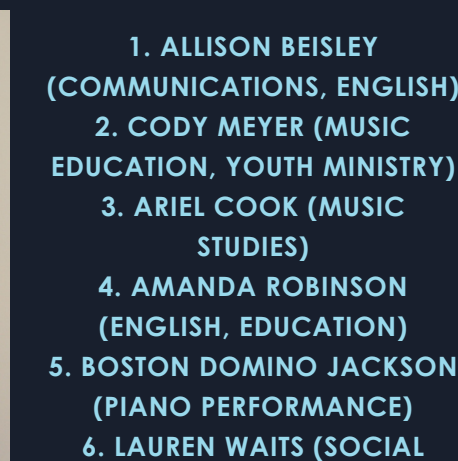 1. ALLISON BEISLEY
(COMMUNICATIONS, ENGLISH)
2. CODY MEYER (MUSIC
EDUCATION, YOUTH MINISTRY)
3. ARIEL COOK (MUSIC
STUDIES)
4. AMANDA ROBINSON
(ENGLISH, EDUCATION)
5. BOSTON DOMINO JACKSON
(PIANO PERFORMANCE)
6. LAUREN WAITS (SOCIAL